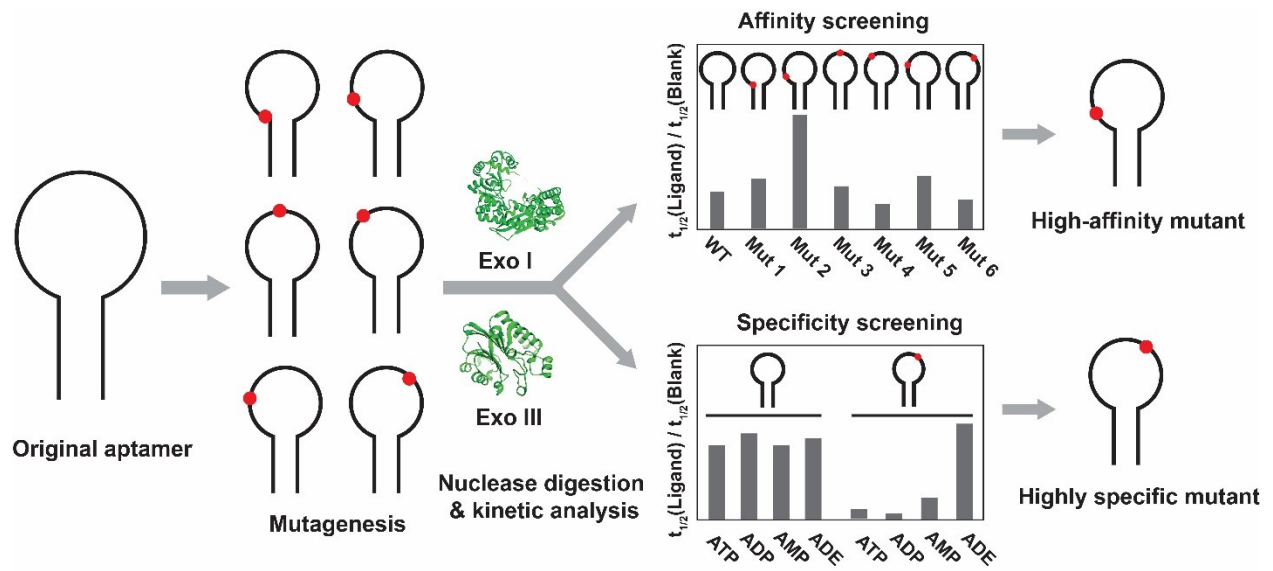 Original aptamer
Mutagenesis
Exo I
Exo III
Nuclease digestion
& kinetic analysis
Affinity screening
t1/2(Ligand) / t1/2(Blank)
WT
Mut 1
Mut 2
Mut 3
Mut 4
Mut 5
Mut 6
High-affinity mutant
Specificity screening
t1/2(Ligand) / t1/2(Blank)
ATP
ADP
AMP
ADE
ATP
ADP
AMP
ADE
Highly specific mutant